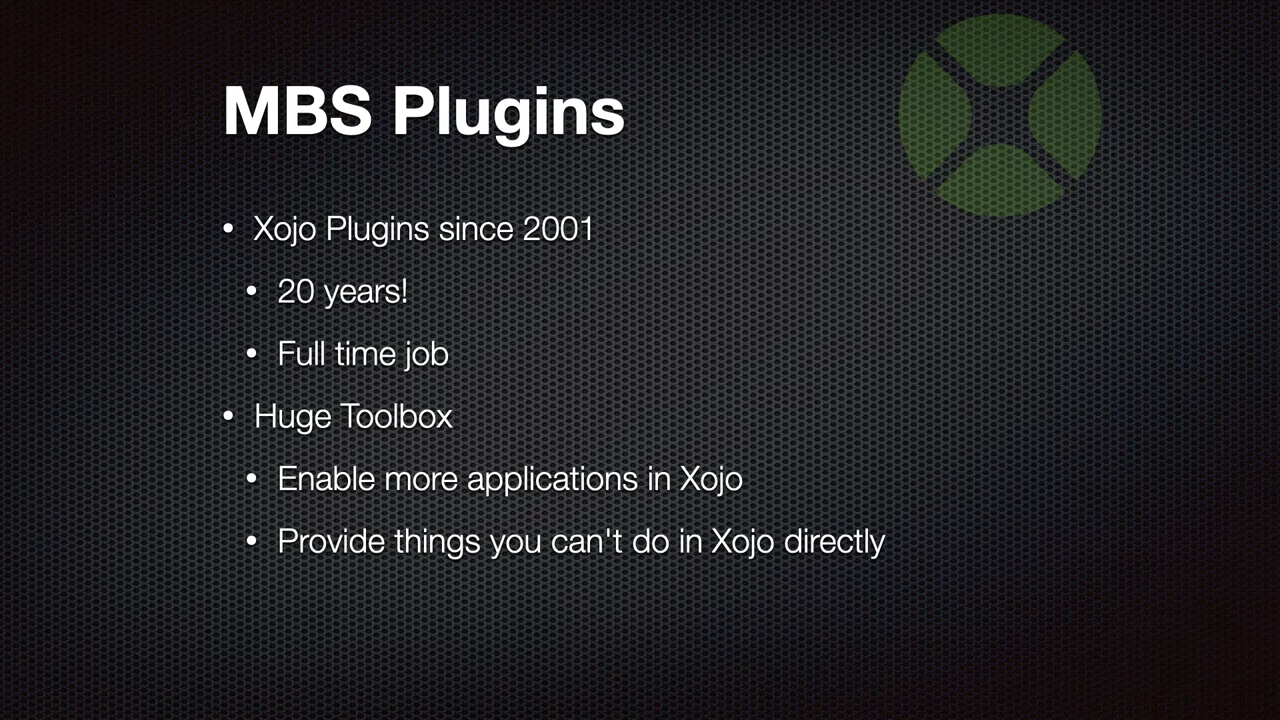 MBS Plugins
• Xojo Plugins since 2001
• 20 years!
• Full time job
• Huge Toolbox
• Enable more applications in Xojo
• Provide things you can't do in Xojo directly